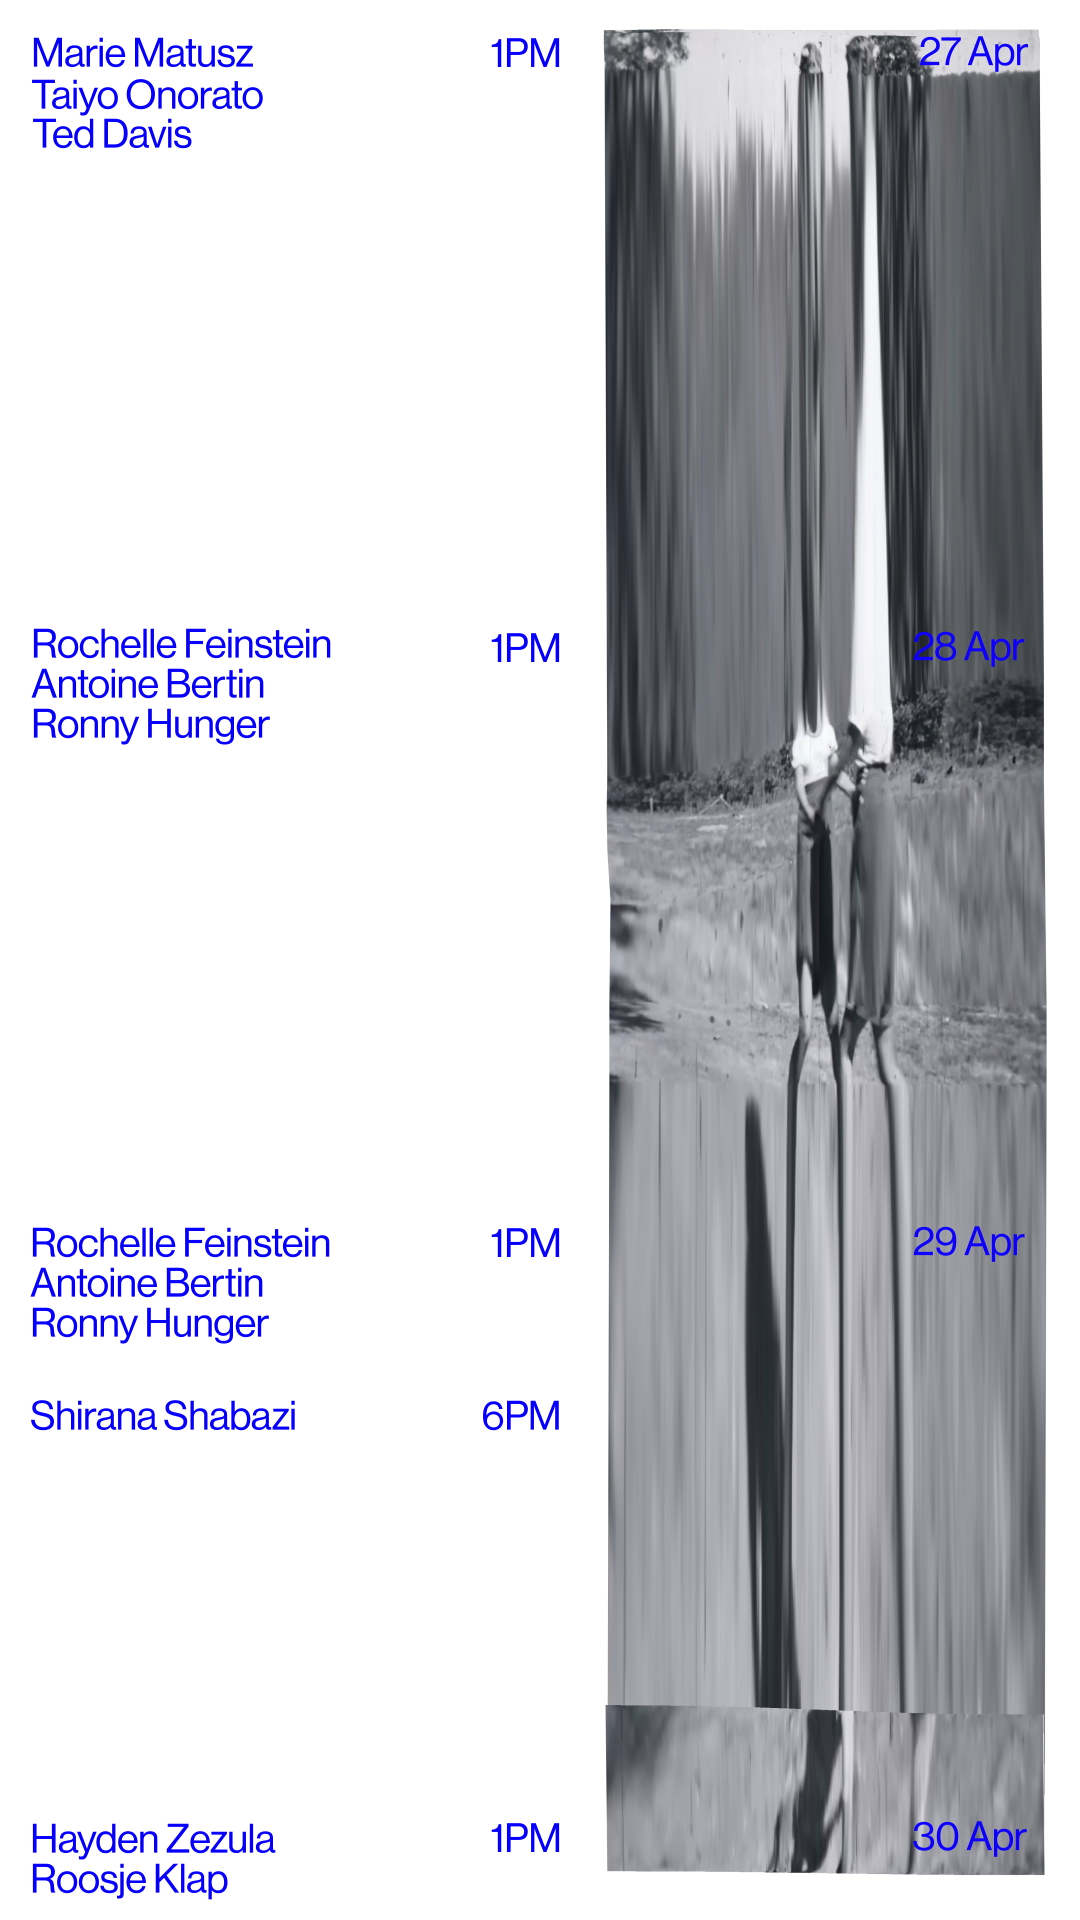 Marie Matusz 1PM 27 Apr
Taiyo Onorato
Ted Davis
Rochelle Feinstein 1PM 28 Apr
Antoine Bertin
Ronny Hunger
Rochelle Feinstein 1PM 29 Apr
Antoine Bertin
Ronny Hunger
Shirana Shabazi 6PM
Hayden Zezula 1PM 30 Apr
Roosje Klap